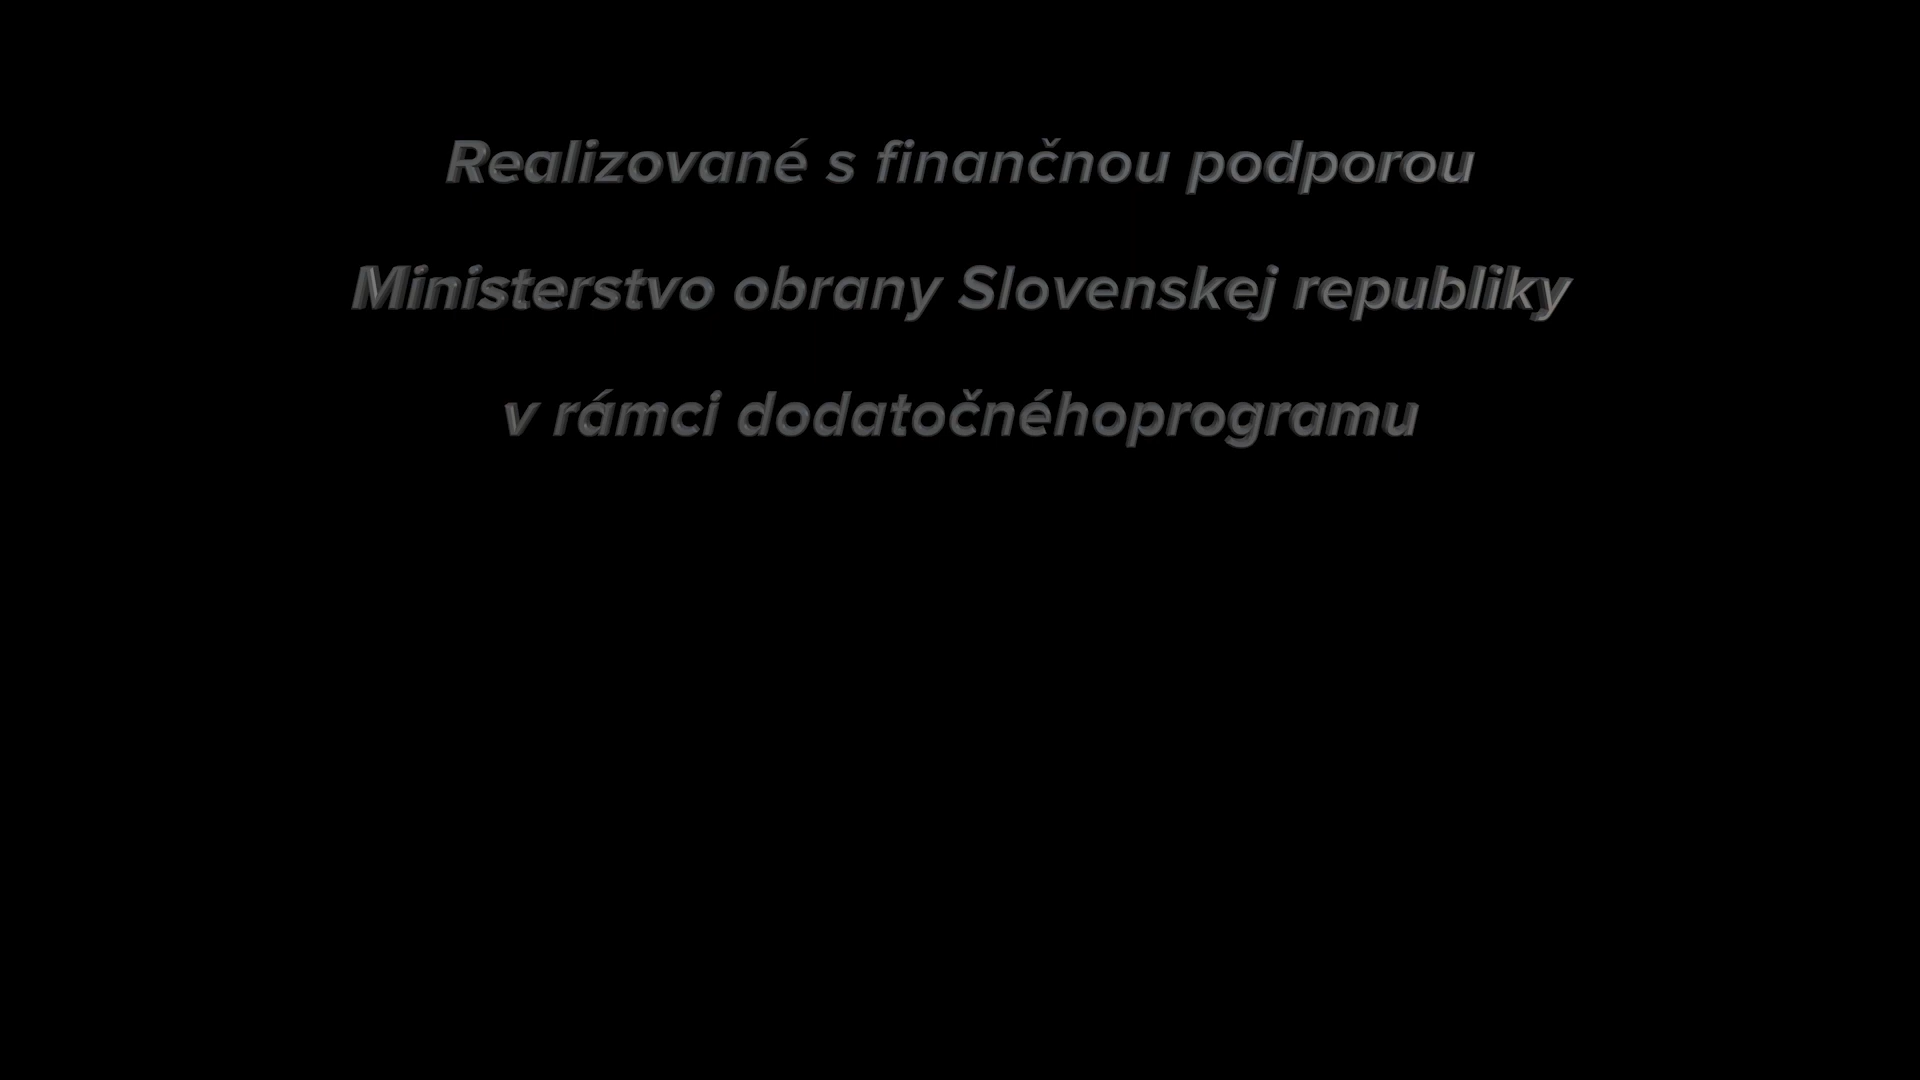 Realizované s finančnou podporou
Ministerstvo obrany Slovenskej republiky
v rámci dodatočnéhoprogramu